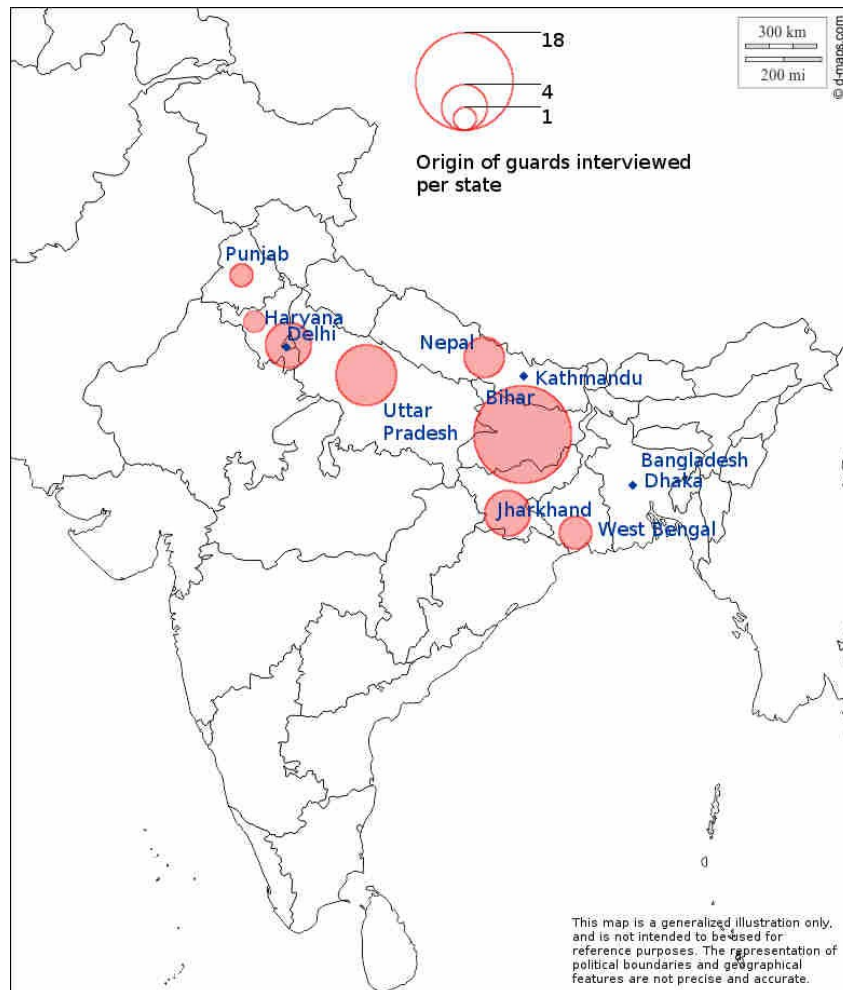 18
4
1
Origin of guards interviewed
per state
300 km
200 mi
© d-maps.com
Punjab
Haryana
Delhi
Nepal
Kathmandu
Bihar
Uttar
Pradesh
Bangladesh
Dhaka
Jharkhand
West Bengal
This map is a generalized illustration only,
and is not intended to be used for
reference purposes. The representation of
political boundaries and geographical
features are not precise and accurate.